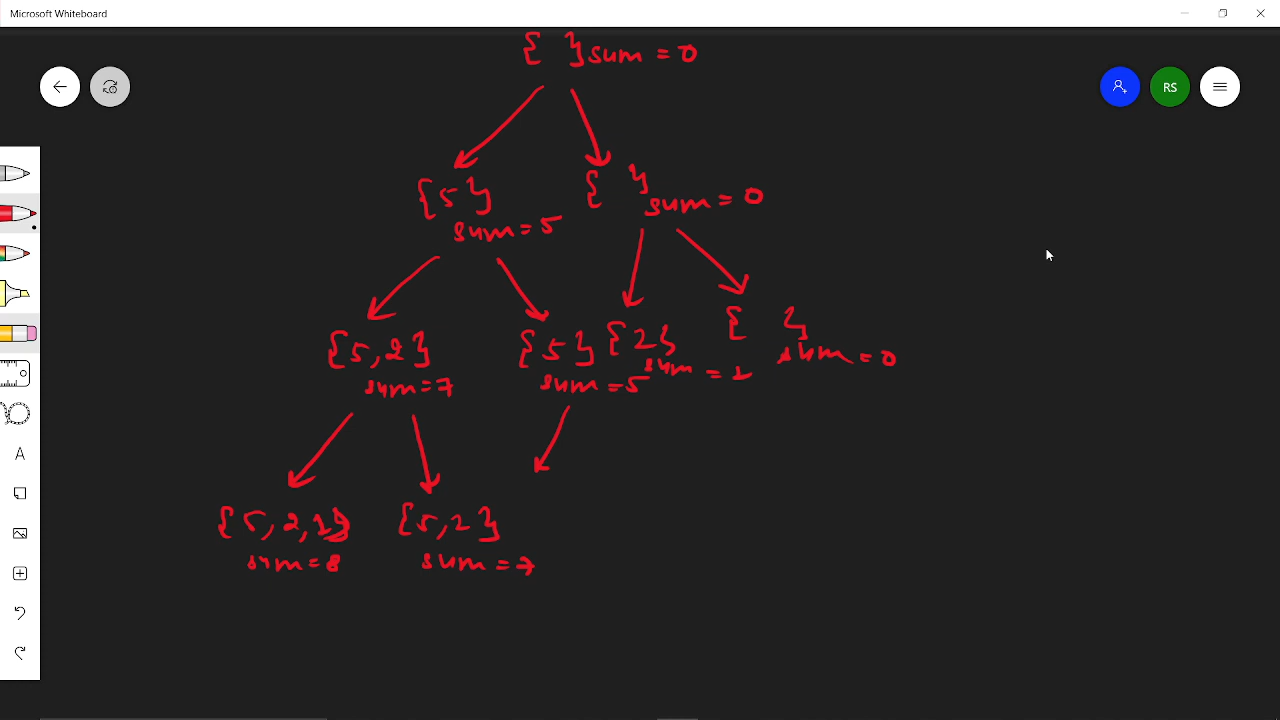 Microsoft Whiteboard
{ } sum = 0
RS
{5} { }
sum = 5 sum = 0
{5,2} {5} {2} { }
sum = 7 sum = 5 sum = 2 sum = 0
A
{5,2,1} {5,2}
sum = 8 sum = 7